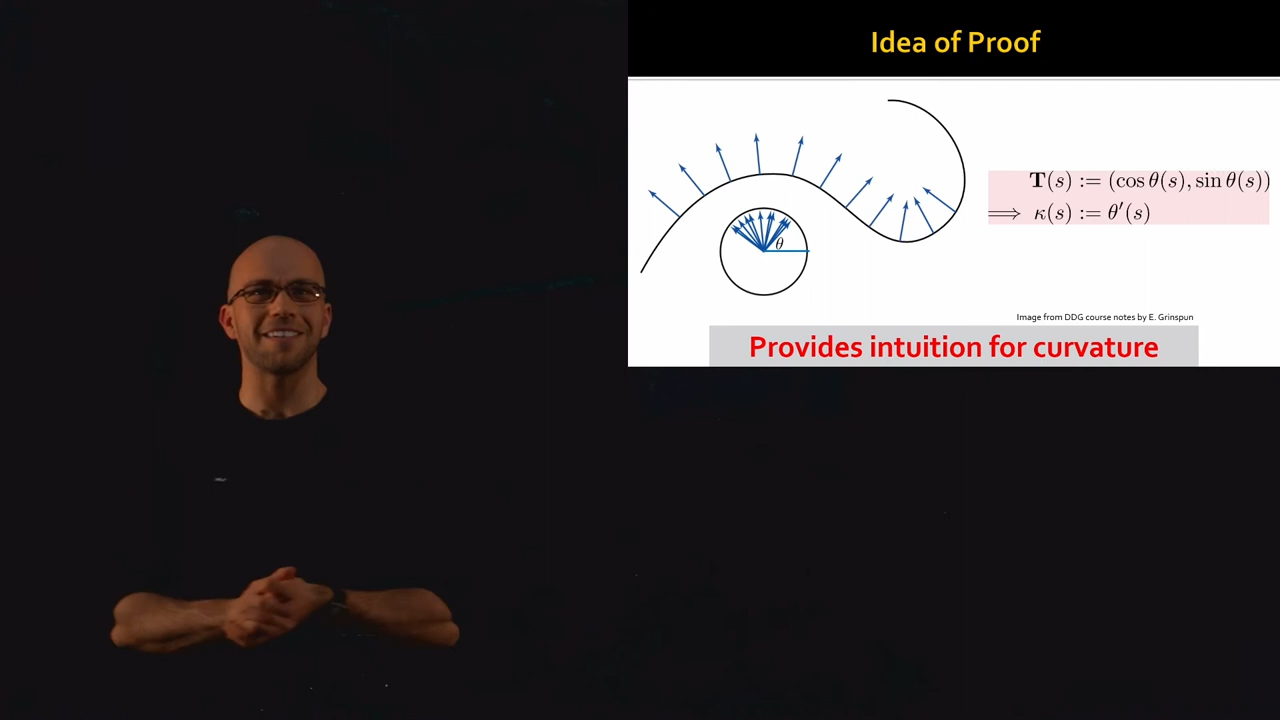 Idea of Proof
θ
T(s) := (cos θ(s), sin θ(s))
⟹ κ(s) := θ′(s)
Image from DDG course notes by E. Grinspun
Provides intuition for curvature